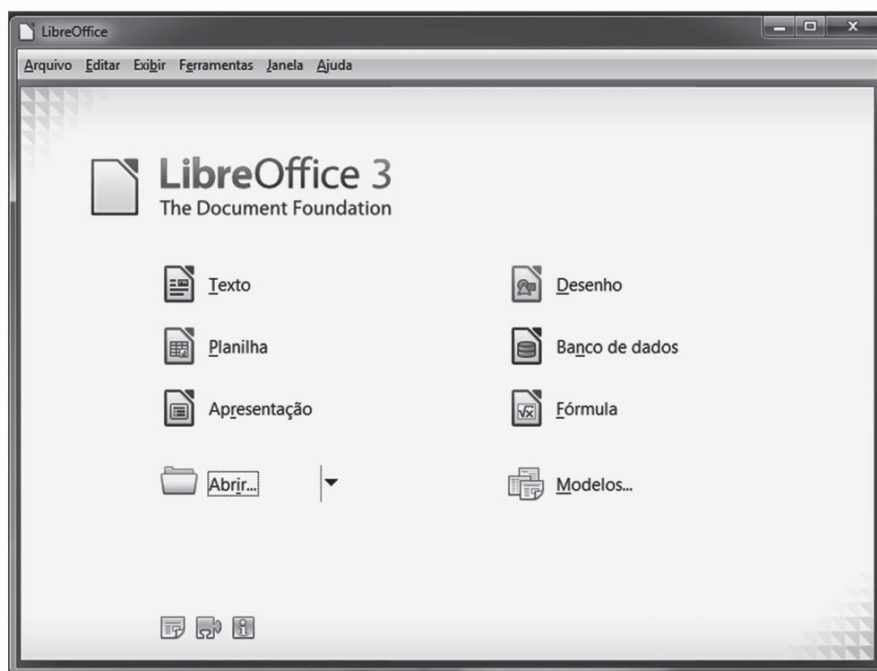 LibreOffice
Arquivo Editar Exibir Ferramentas Janela Ajuda
LibreOffice 3
The Document Foundation
Texto
Desenho
Planilha
Banco de dados
Apresentação
Fórmula
Abrir...
Modelos...